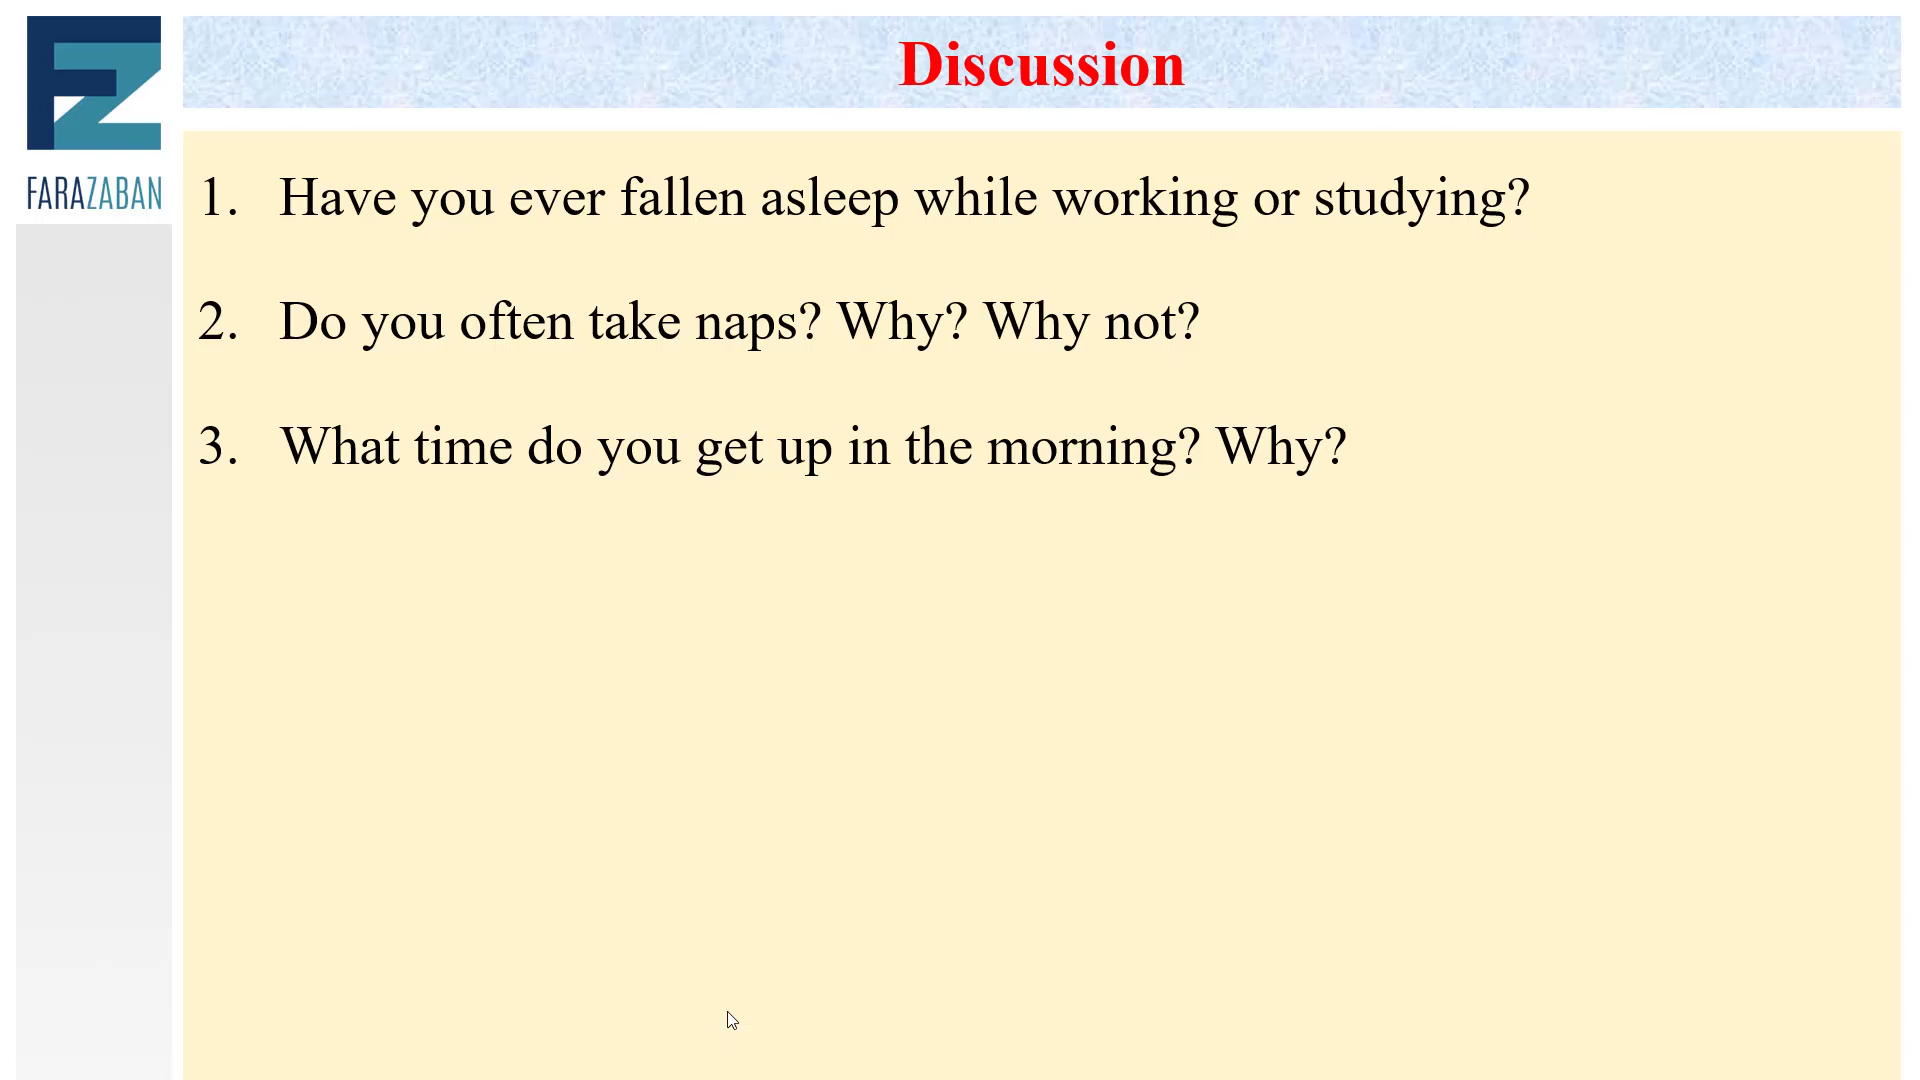 Discussion
FARAZABAN
1. Have you ever fallen asleep while working or studying?
2. Do you often take naps? Why? Why not?
3. What time do you get up in the morning? Why?